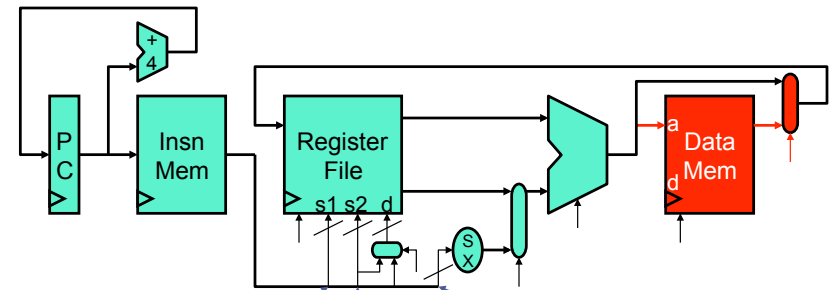 +
4
P
C
Insn
Mem
Register
File
s1 s2 d
S
X
a
Data
Mem
d